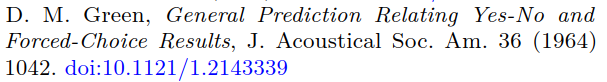 D. M. Green, General Prediction Relating Yes-No and
Forced-Choice Results, J. Acoustical Soc. Am. 36 (1964)
1042. doi:10.1121/1.2143339